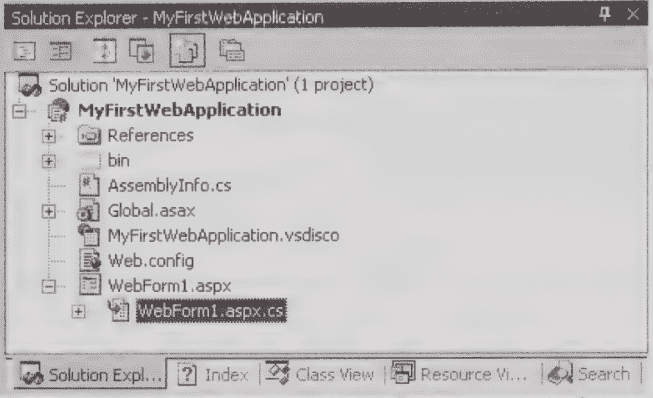 Solution Explorer - MyFirstWebApplication
Solution 'MyFirstWebApplication' (1 project)
MyFirstWebApplication
References
bin
AssemblyInfo.cs
Global.asax
MyFirstWebApplication.vsdisco
Web.config
WebForm1.aspx
WebForm1.aspx.cs
Solution Expl... Index Class View Resource Vi... Search